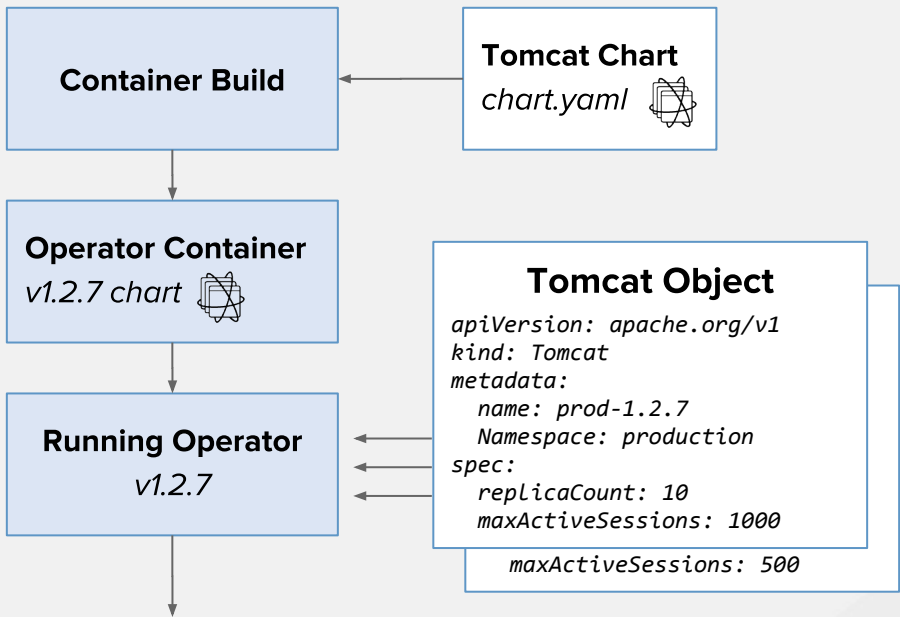 Container Build
Tomcat Chart
chart.yaml
Operator Container
v1.2.7 chart
Running Operator
v1.2.7
Tomcat Object
apiVersion: apache.org/v1
kind: Tomcat
metadata:
  name: prod-1.2.7
  Namespace: production
spec:
  replicaCount: 10
  maxActiveSessions: 1000
maxActiveSessions: 500